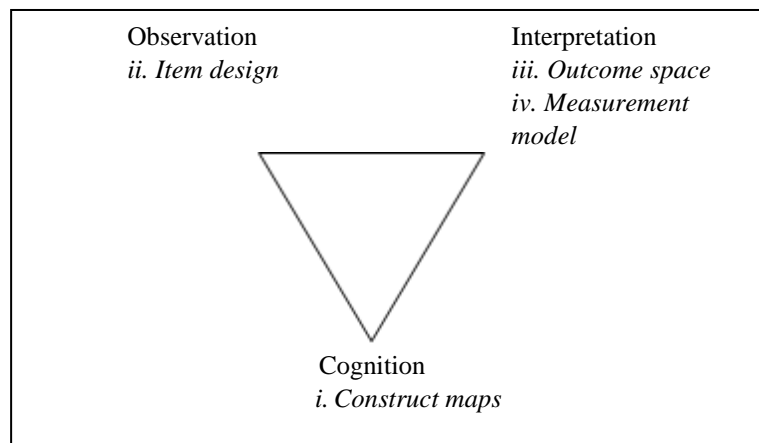 Observation
ii. Item design
Interpretation
iii. Outcome space
iv. Measurement
model
Cognition
i. Construct maps